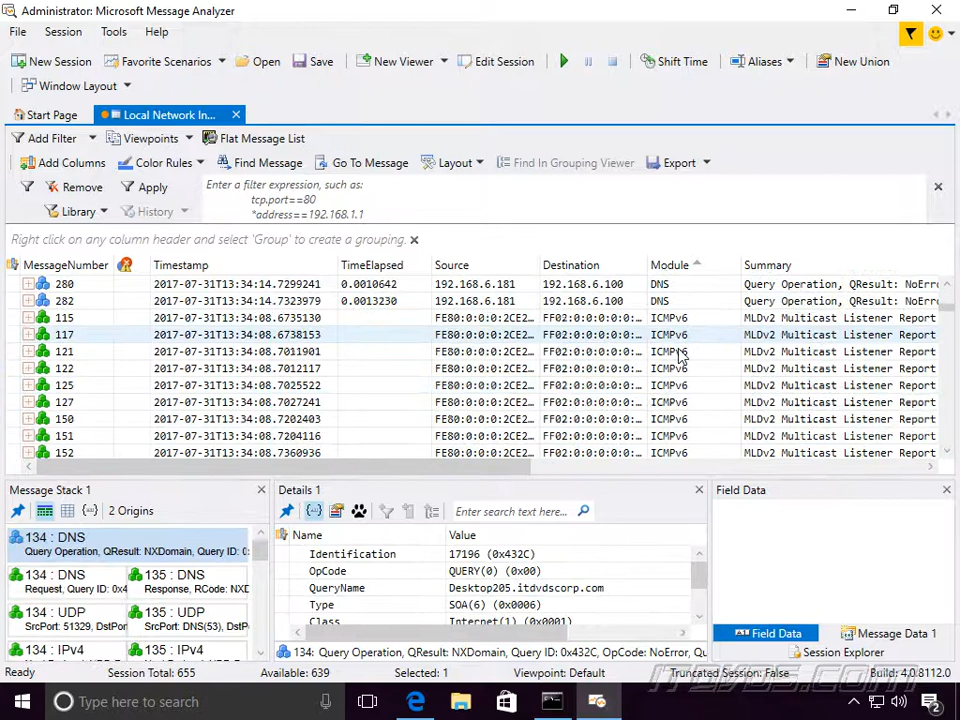 Administrator: Microsoft Message Analyzer
File Session Tools Help
New Session Favorite Scenarios Open Save New Viewer Edit Session Shift Time Aliases New Union
Window Layout
Start Page Local Network In...
Add Filter Viewpoints Flat Message List
Add Columns Color Rules Find Message Go To Message Layout Find In Grouping Viewer Export
Remove Apply Enter a filter expression, such as:
tcp.port==80
Library History *address==192.168.1.1
Right click on any column header and select 'Group' to create a grouping.
MessageNumber Timestamp TimeElapsed Source Destination Module Summary
280 2017-07-31T13:34:14.7299241 0.0010642 192.168.6.181 192.168.6.100 DNS Query Operation, QResult: NoErro
282 2017-07-31T13:34:14.7323979 0.0013230 192.168.6.181 192.168.6.100 DNS Query Operation, QResult: NoErro
115 2017-07-31T13:34:08.6735130 FE80:0:0:0:2CE2... FF02:0:0:0:0:0:... ICMPv6 MLDv2 Multicast Listener Report
117 2017-07-31T13:34:08.6738153 FE80:0:0:0:2CE2... FF02:0:0:0:0:0:... ICMPv6 MLDv2 Multicast Listener Report
121 2017-07-31T13:34:08.7011901 FE80:0:0:0:2CE2... FF02:0:0:0:0:0:... ICMPv6 MLDv2 Multicast Listener Report
122 2017-07-31T13:34:08.7012117 FE80:0:0:0:2CE2... FF02:0:0:0:0:0:... ICMPv6 MLDv2 Multicast Listener Report
125 2017-07-31T13:34:08.7025522 FE80:0:0:0:2CE2... FF02:0:0:0:0:0:... ICMPv6 MLDv2 Multicast Listener Report
127 2017-07-31T13:34:08.7027241 FE80:0:0:0:2CE2... FF02:0:0:0:0:0:... ICMPv6 MLDv2 Multicast Listener Report
150 2017-07-31T13:34:08.7202403 FE80:0:0:0:2CE2... FF02:0:0:0:0:0:... ICMPv6 MLDv2 Multicast Listener Report
151 2017-07-31T13:34:08.7204116 FE80:0:0:0:2CE2... FF02:0:0:0:0:0:... ICMPv6 MLDv2 Multicast Listener Report
152 2017-07-31T13:34:08.7360936 FE80:0:0:0:2CE2... FF02:0:0:0:0:0:... ICMPv6 MLDv2 Multicast Listener Report
Message Stack 1 Details 1 Field Data
2 Origins Enter search text here...
134 : DNS
Query Operation, QResult: NXDomain, Query ID: 0
134 : DNS 135 : DNS
Request, Query ID: 0x4 Response, RCode: NXD
134 : UDP 135 : UDP
SrcPort: 51329, DstPort SrcPort: DNS(53), DstPort
134 : IPv4 135 : IPv4
Name Value
Identification 17196 (0x432C)
OpCode QUERY(0) (0x00)
QueryName Desktop205.itdvdscorp.com
Type SOA(6) (0x0006)
Class Internet(1) (0x0001)
134: Query Operation, QResult: NXDomain, Query ID: 0x432C, OpCode: NoError, Qu
Field Data Message Data 1
Session Explorer
Ready Session Total: 655 Available: 639 Selected: 1 Viewpoint: Default Truncated Session: False Build: 4.0.8112.0
ITDVDS.COM
Type here to search
2